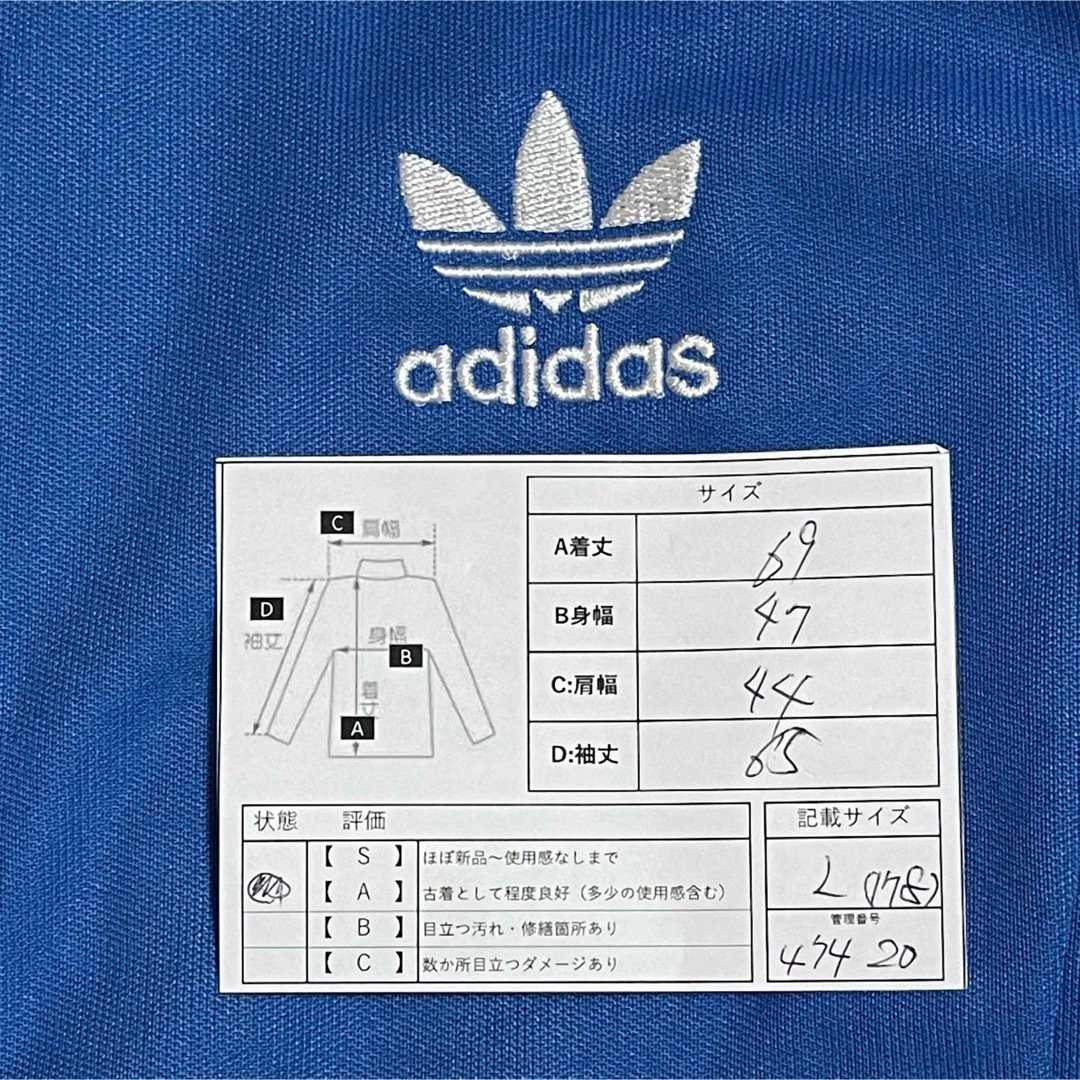 adidas
C 肩幅
D
袖丈
身幅
B
着丈
A
サイズ
A着丈 69
B身幅 47
C:肩幅 44
D:袖丈 65
状態 評価
【 S 】 ほぼ新品～使用感なしまで
【 A 】 古着として程度良好（多少の使用感含む）
【 B 】 目立つ汚れ・修繕箇所あり
【 C 】 数か所目立つダメージあり
記載サイズ
L (178)
管理番号
474 20